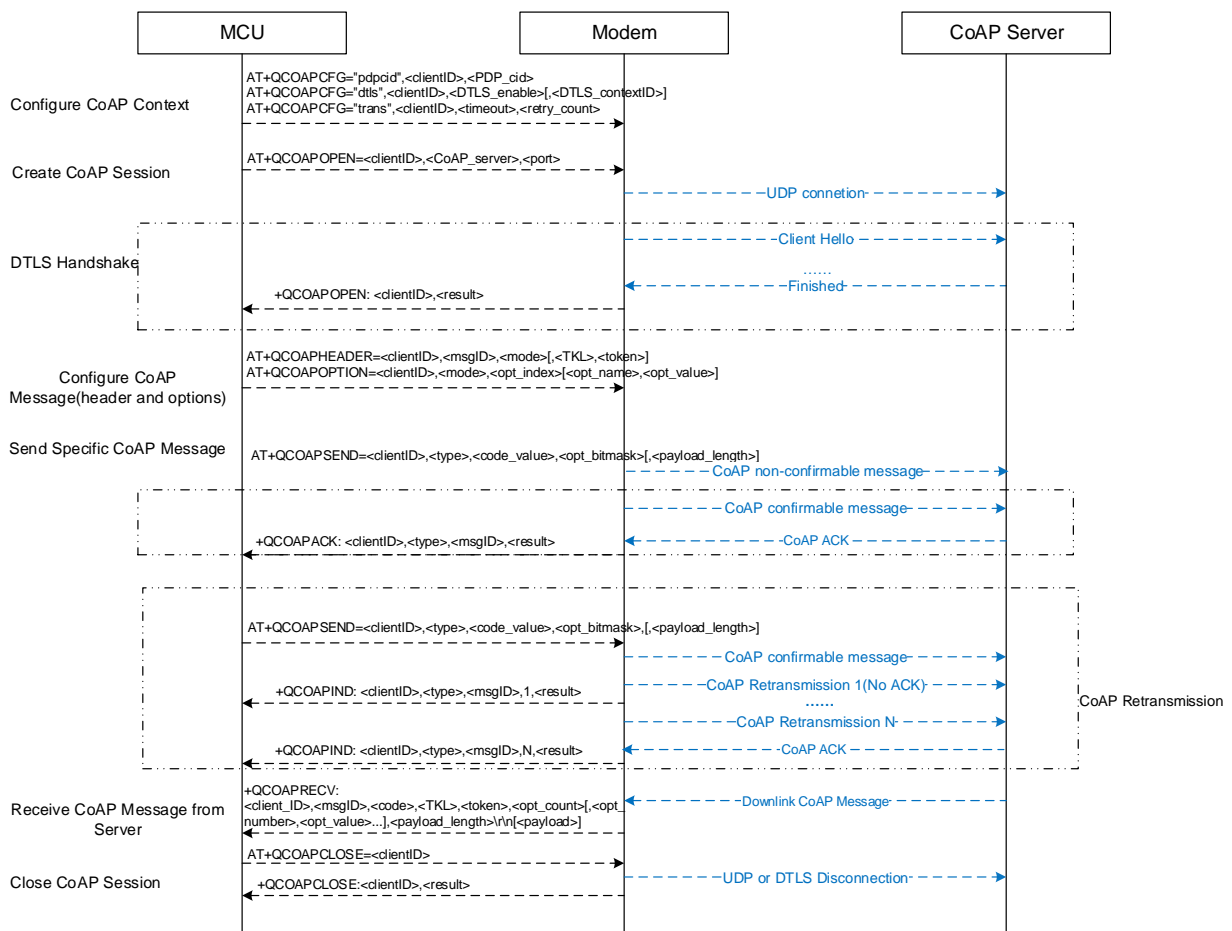 MCU
Modem
CoAP Server
AT+QCOAPCFG="pdpcid",<clientID>,<PDP_cid>
AT+QCOAPCFG="dtls",<clientID>,<DTLS_enable>[,<DTLS_contextID>]
AT+QCOAPCFG="trans",<clientID>,<timeout>,<retry_count>
Configure CoAP Context
AT+QCOAPOPEN=<clientID>,<CoAP_server>,<port>
Create CoAP Session
UDP connetion
Client Hello
DTLS Handshake
......
Finished
+QCOAPOPEN: <clientID>,<result>
AT+QCOAPHEADER=<clientID>,<msgID>,<mode>[,<TKL>,<token>]
AT+QCOAPOPTION=<clientID>,<mode>,<opt_index>[<opt_name>,<opt_value>]
Configure CoAP
Message(header and options)
Send Specific CoAP Message
AT+QCOAPSEND=<clientID>,<type>,<code_value>,<opt_bitmask>[,<payload_length>]
CoAP non-confirmable message
CoAP confirmable message
+QCOAPACK: <clientID>,<type>,<msgID>,<result>
CoAP ACK
AT+QCOAPSEND=<clientID>,<type>,<code_value>,<opt_bitmask>,[,<payload_length>]
CoAP confirmable message
CoAP Retransmission 1(No ACK)
+QCOAPIND: <clientID>,<type>,<msgID>,1,<result>
......
CoAP Retransmission
CoAP Retransmission N
+QCOAPIND: <clientID>,<type>,<msgID>,N,<result>
CoAP ACK
+QCOAPRECV:
<client_ID>,<msgID>,<code>,<TKL>,<token>,<opt_count>[,<opt_
number>,<opt_value>...],<payload_length>\r\n[<payload>]
Downlink CoAP Message
Receive CoAP Message from
Server
AT+QCOAPCLOSE=<clientID>
Close CoAP Session
+QCOAPCLOSE:<clientID>,<result>
UDP or DTLS Disconnection